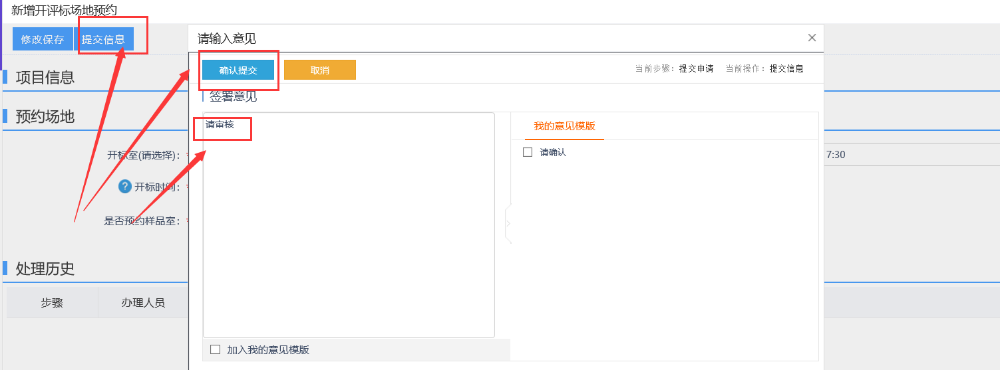 新增开评标场地预约
修改保存 提交信息
请输入意见
确认提交 取消 当前步骤：提交申请 当前操作：提交信息
项目信息
签署意见
预约场地
请审核
我的意见模版
请确认
开标室(请选择)：*
7:30
开标时间：*
是否预约样品室：*
处理历史
步骤 办理人员
加入我的意见模版